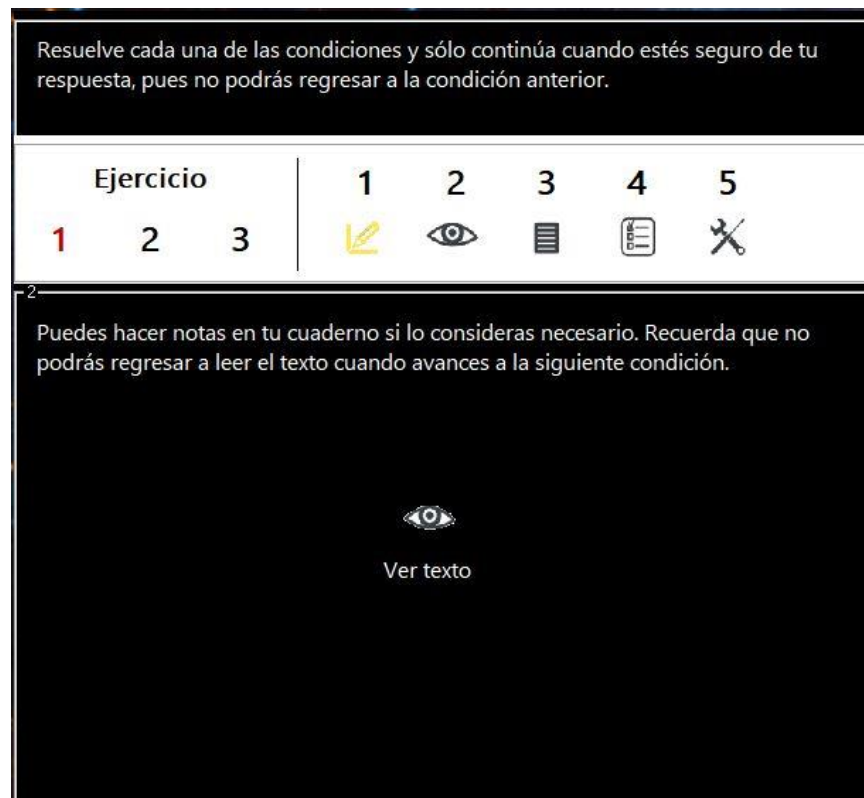 Resuelve cada una de las condiciones y sólo continúa cuando estés seguro de tu
respuesta, pues no podrás regresar a la condición anterior.
Ejercicio
1 2 3
1 2 3 4 5
2
Puedes hacer notas en tu cuaderno si lo consideras necesario. Recuerda que no
podrás regresar a leer el texto cuando avances a la siguiente condición.
Ver texto